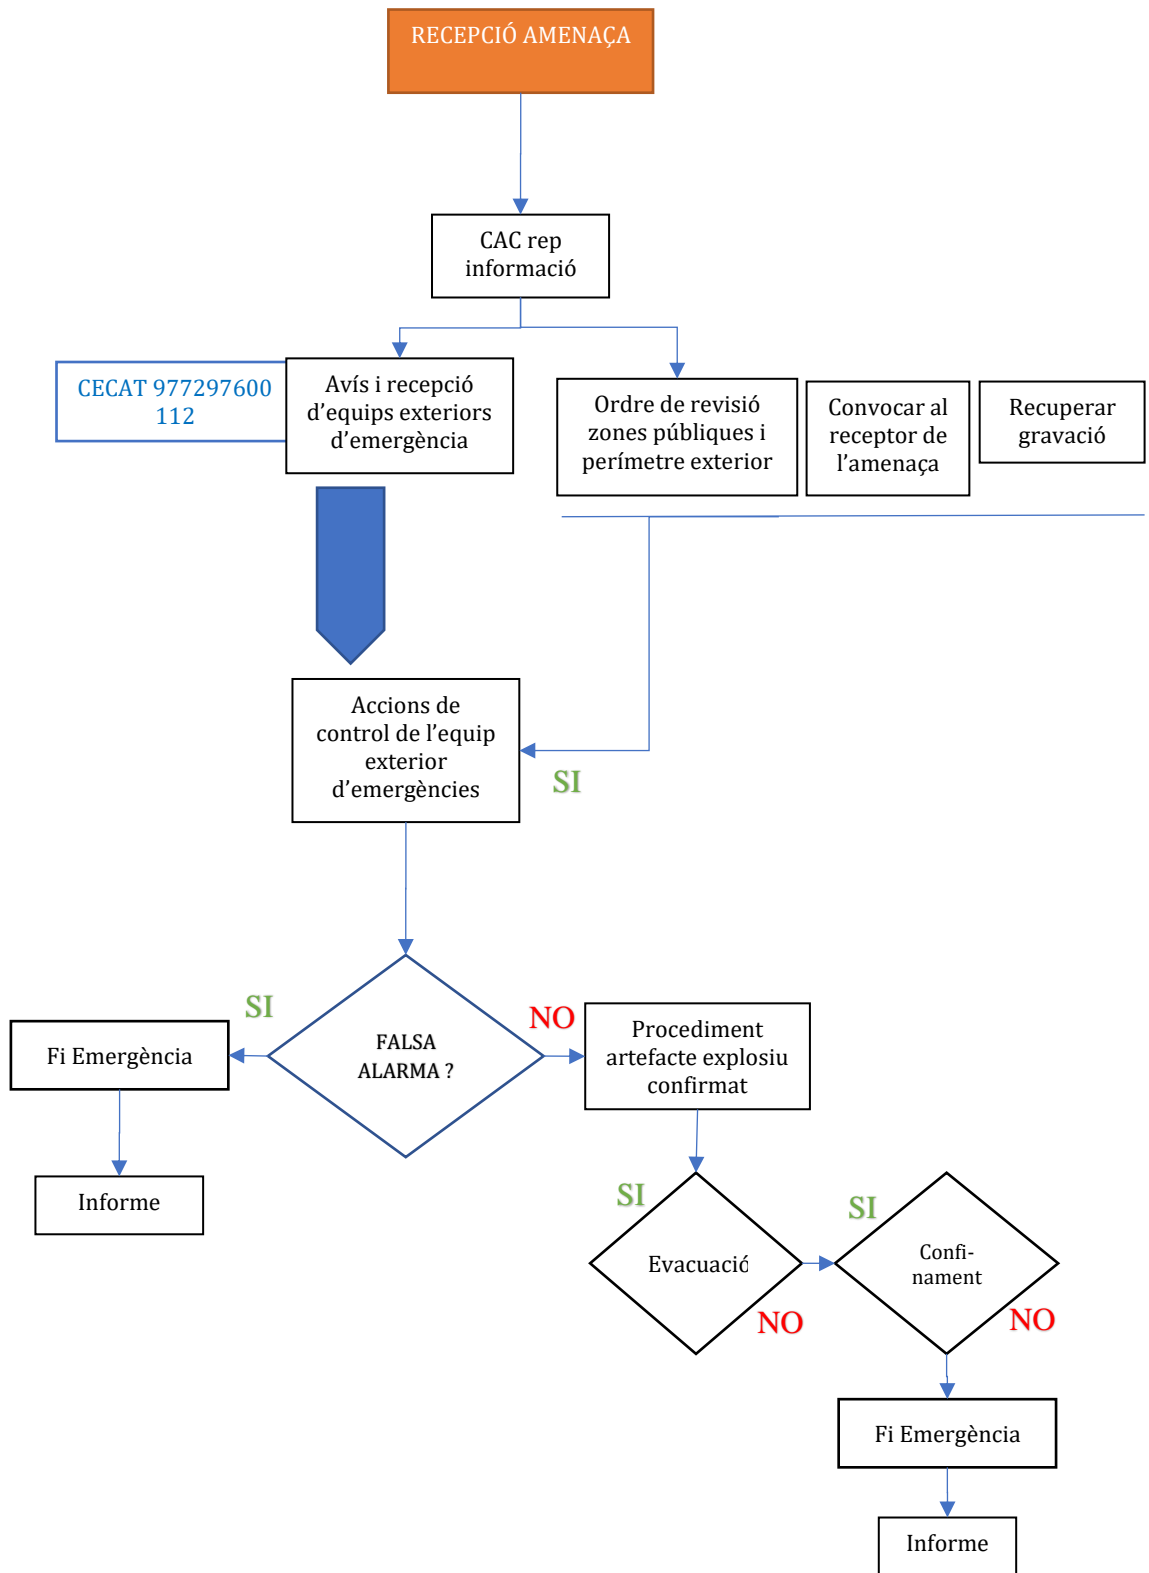 RECEPCIÓ AMENAÇA
CAC rep
informació
CECAT 977297600
112
Avís i recepció
d’equips exteriors
d’emergència
Ordre de revisió
zones públiques i
perímetre exterior
Convocar al
receptor de
l’amenaça
Recuperar
gravació
Accions de
control de l’equip
exterior
d’emergències
SI
SI
FALSA
ALARMA ?
NO
Fi Emergència
Procediment
artefacte explosiu
confirmat
Informe
SI
Evacuació
NO
SI
Confi-
nament
NO
Fi Emergència
Informe